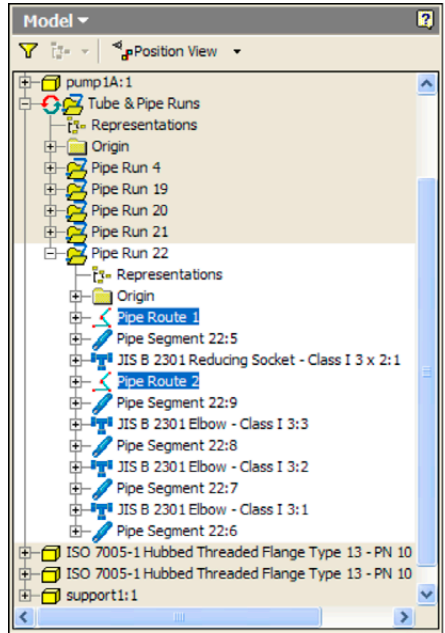 Model
Position View
pump1A:1
Tube & Pipe Runs
Representations
Origin
Pipe Run 4
Pipe Run 19
Pipe Run 20
Pipe Run 21
Pipe Run 22
Representations
Origin
Pipe Route 1
Pipe Segment 22:5
JIS B 2301 Reducing Socket - Class I 3 x 2:1
Pipe Route 2
Pipe Segment 22:9
JIS B 2301 Elbow - Class I 3:3
Pipe Segment 22:8
JIS B 2301 Elbow - Class I 3:2
Pipe Segment 22:7
JIS B 2301 Elbow - Class I 3:1
Pipe Segment 22:6
ISO 7005-1 Hubbed Threaded Flange Type 13 - PN 10
ISO 7005-1 Hubbed Threaded Flange Type 13 - PN 10
support1:1